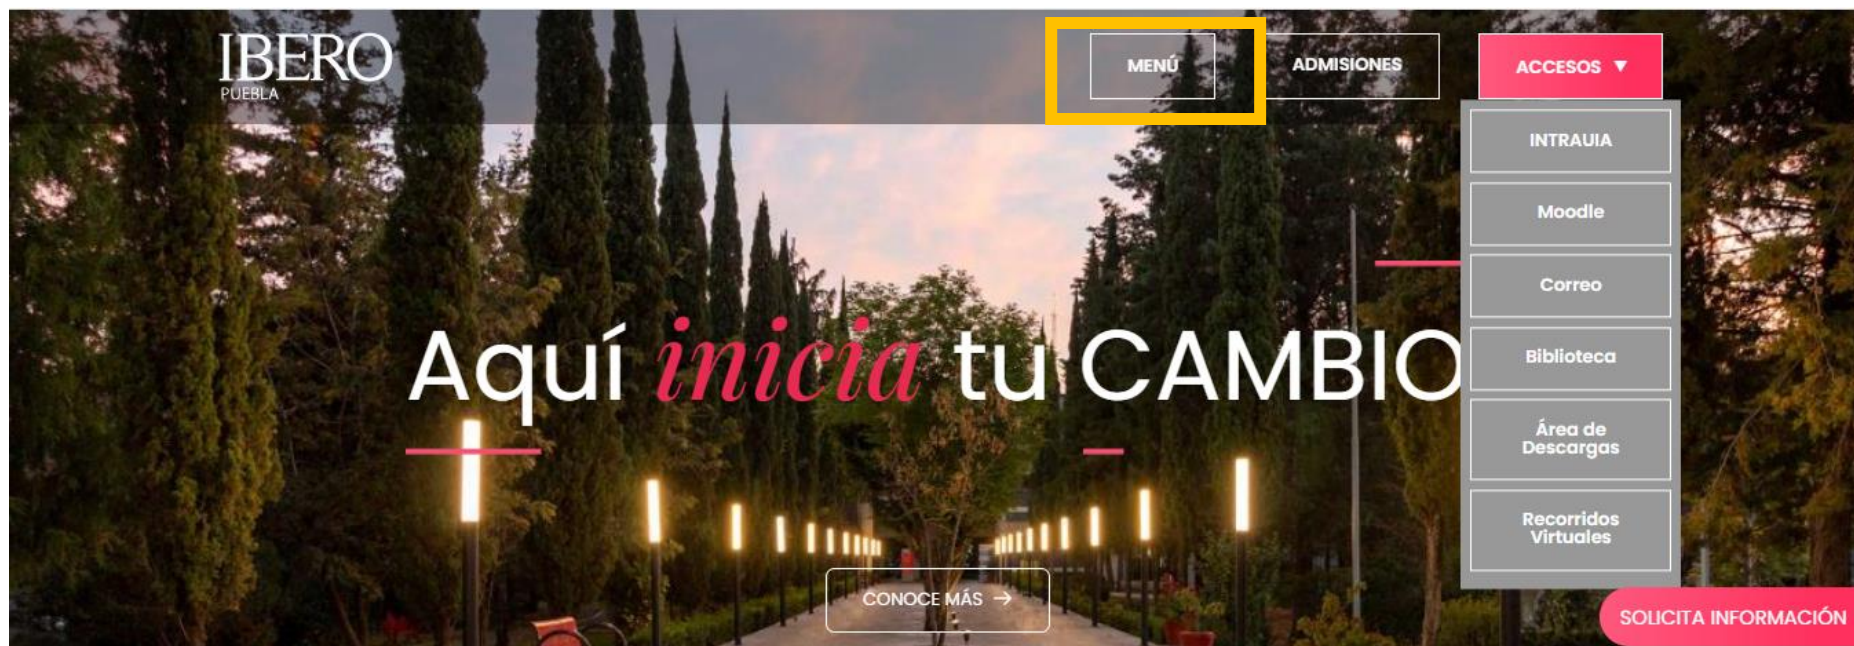 IBERO
PUEBLA
MENÚ
ADMISIONES
ACCESOS ▼
INTRAUIA
Moodle
Correo
Biblioteca
Área de
Descargas
Recorridos
Virtuales
Aquí inicia tu CAMBIO
CONOCE MÁS →
SOLICITA INFORMACIÓN